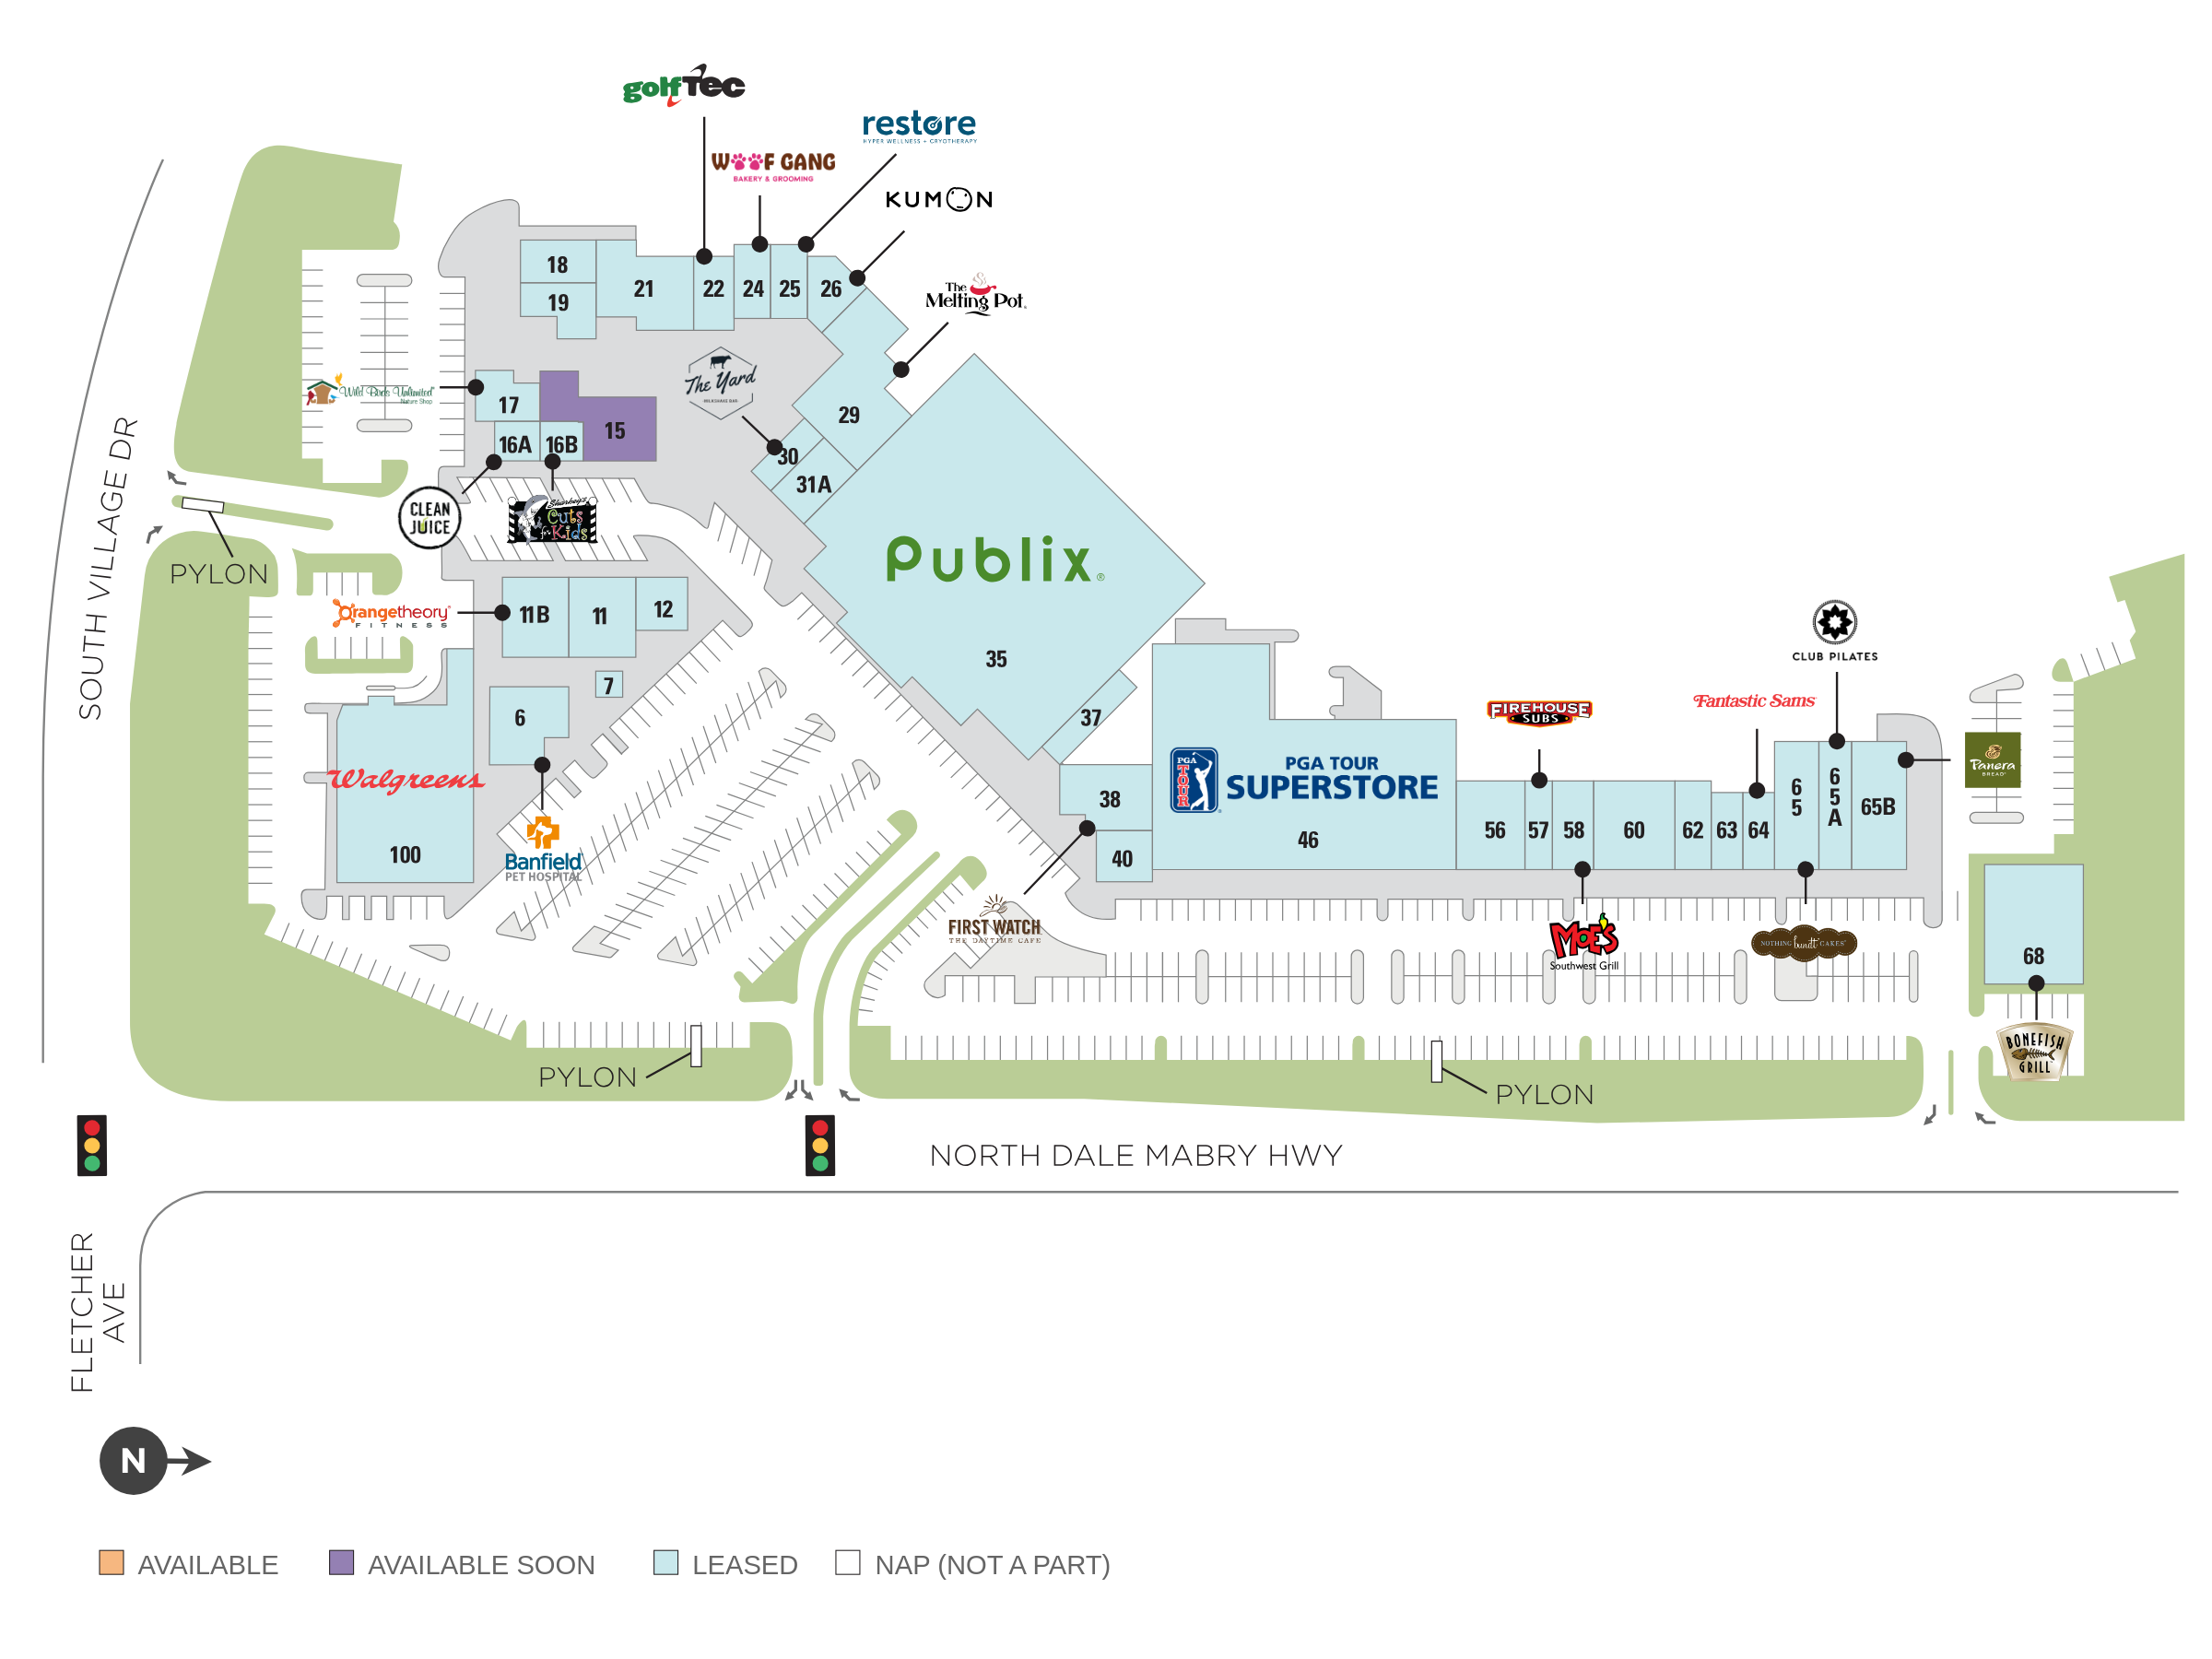 golfTEC
restore
HYPER WELLNESS + CRYOTHERAPY
WOOF GANG
BAKERY & GROOMING
KUMON
The
Melting Pot
18
19
21
22
24
25
26
The Yard
MILKSHAKE BAR
Wild Birds Unlimited
Nature Shop
17
15
16A
16B
29
30
31A
CLEAN
JUICE
Sharkey's
Cuts
for Kids
SOUTH VILLAGE DR
PYLON
Publix®
35
37
orangetheory®
FITNESS
11B
11
12
7
6
Walgreens
100
Banfield
PET HOSPITAL
38
40
FIRST WATCH
THE DAYTIME CAFE
PGA
TOUR
PGA TOUR
SUPERSTORE
46
FIREHOUSE
SUBS
Fantastic Sams
CLUB PILATES
Panera
BREAD®
56
57
58
60
62
63
64
65
65A
65B
MOE'S
Southwest Grill
NOTHING bundt CAKES
68
BONEFISH
GRILL
PYLON
PYLON
NORTH DALE MABRY HWY
FLETCHER
AVE
N
AVAILABLE
AVAILABLE SOON
LEASED
NAP (NOT A PART)